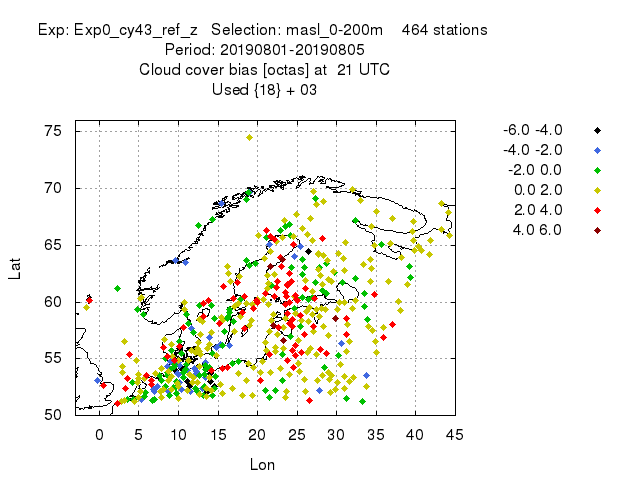 Exp: Exp0_cy43_ref_z   Selection: masl_0-200m    464 stations
Period: 20190801-20190805
Cloud cover bias [octas] at  21 UTC
Used {18} + 03
-6.0 -4.0
-4.0 -2.0
-2.0 0.0
0.0 2.0
2.0 4.0
4.0 6.0
75
70
65
60
55
50
Lat
0 5 10 15 20 25 30 35 40 45
Lon